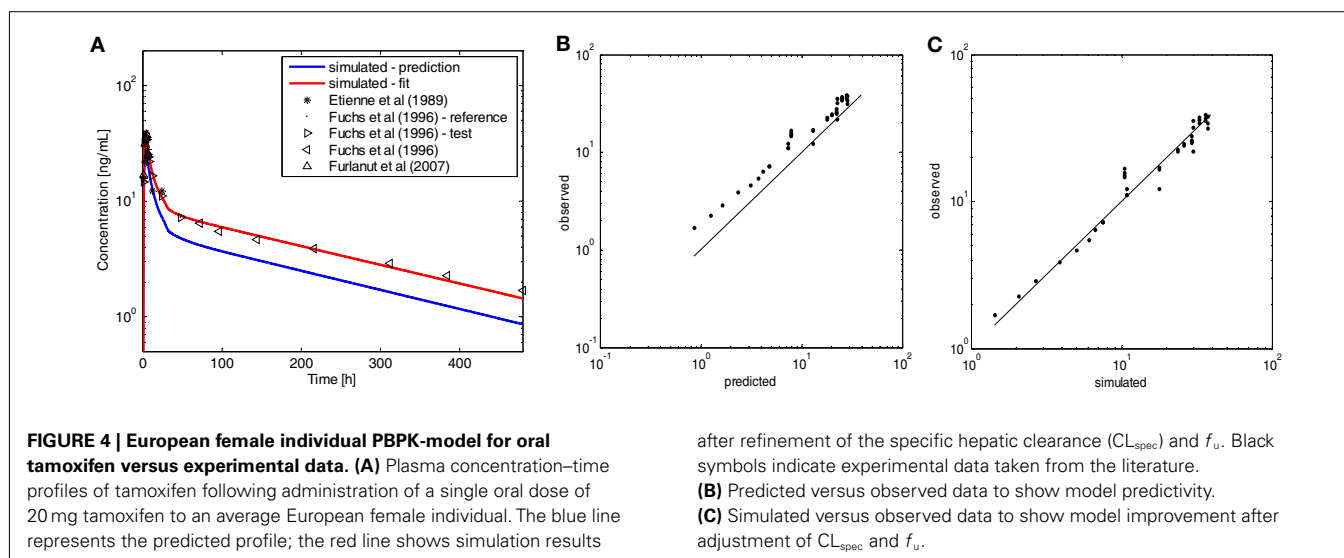 A
10²
10¹
10⁰
Concentration [ng/mL]
0
100
200
300
400
Time [h]
simulated - prediction
simulated - fit
Etienne et al (1989)
Fuchs et al (1996) - reference
Fuchs et al (1996) - test
Fuchs et al (1996)
Furlanut et al (2007)
B
10²
10¹
10⁰
10⁻¹
observed
10⁻¹
10⁰
10¹
10²
predicted
C
10²
10¹
10⁰
observed
10⁰
10¹
10²
simulated
FIGURE 4 | European female individual PBPK-model for oral
tamoxifen versus experimental data. (A) Plasma concentration–time
profiles of tamoxifen following administration of a single oral dose of
20 mg tamoxifen to an average European female individual. The blue line
represents the predicted profile; the red line shows simulation results
after refinement of the specific hepatic clearance (CLspec) and fu. Black
symbols indicate experimental data taken from the literature.
(B) Predicted versus observed data to show model predictivity.
(C) Simulated versus observed data to show model improvement after
adjustment of CLspec and fu.